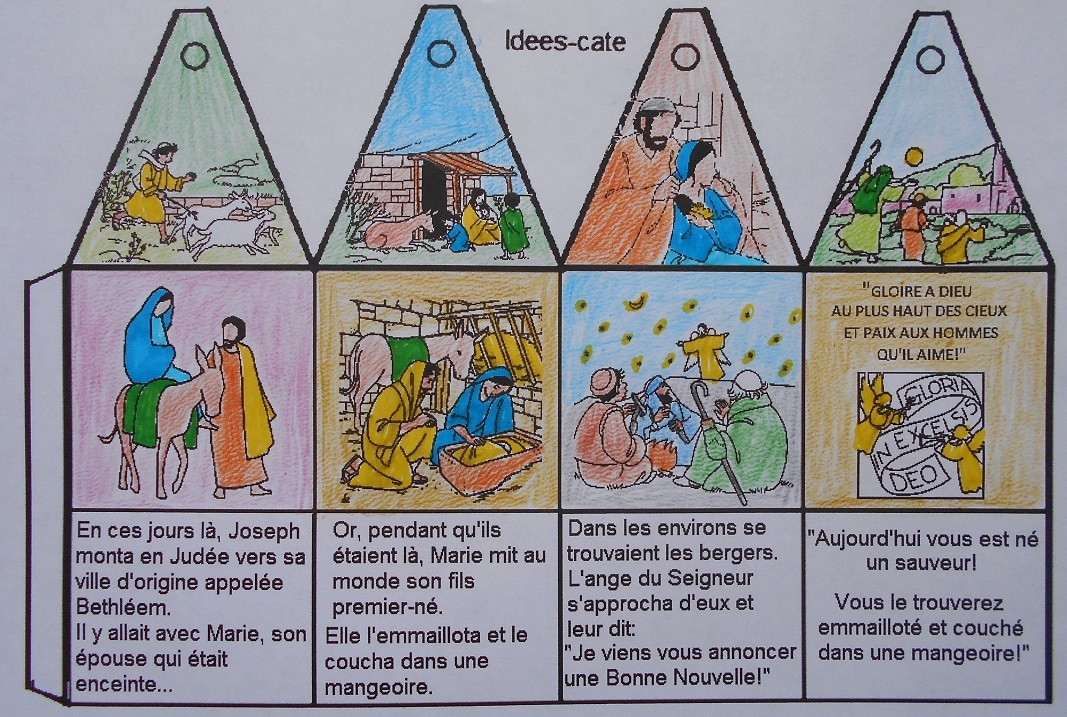 Idees-cate
"GLOIRE A DIEU
AU PLUS HAUT DES CIEUX
ET PAIX AUX HOMMES
QU'IL AIME!"
GLORIA
IN EXCELSIS
DEO
En ces jours là, Joseph
monta en Judée vers sa
ville d'origine appelée
Bethléem.
Il y allait avec Marie, son
épouse qui était
enceinte...
Or, pendant qu'ils
étaient là, Marie mit au
monde son fils
premier-né.
Elle l'emmaillota et le
coucha dans une
mangeoire.
Dans les environs se
trouvaient les bergers.
L'ange du Seigneur
s'approcha d'eux et
leur dit:
"Je viens vous annoncer
une Bonne Nouvelle!"
"Aujourd'hui vous est né
un sauveur!
Vous le trouverez
emmailloté et couché
dans une mangeoire!"